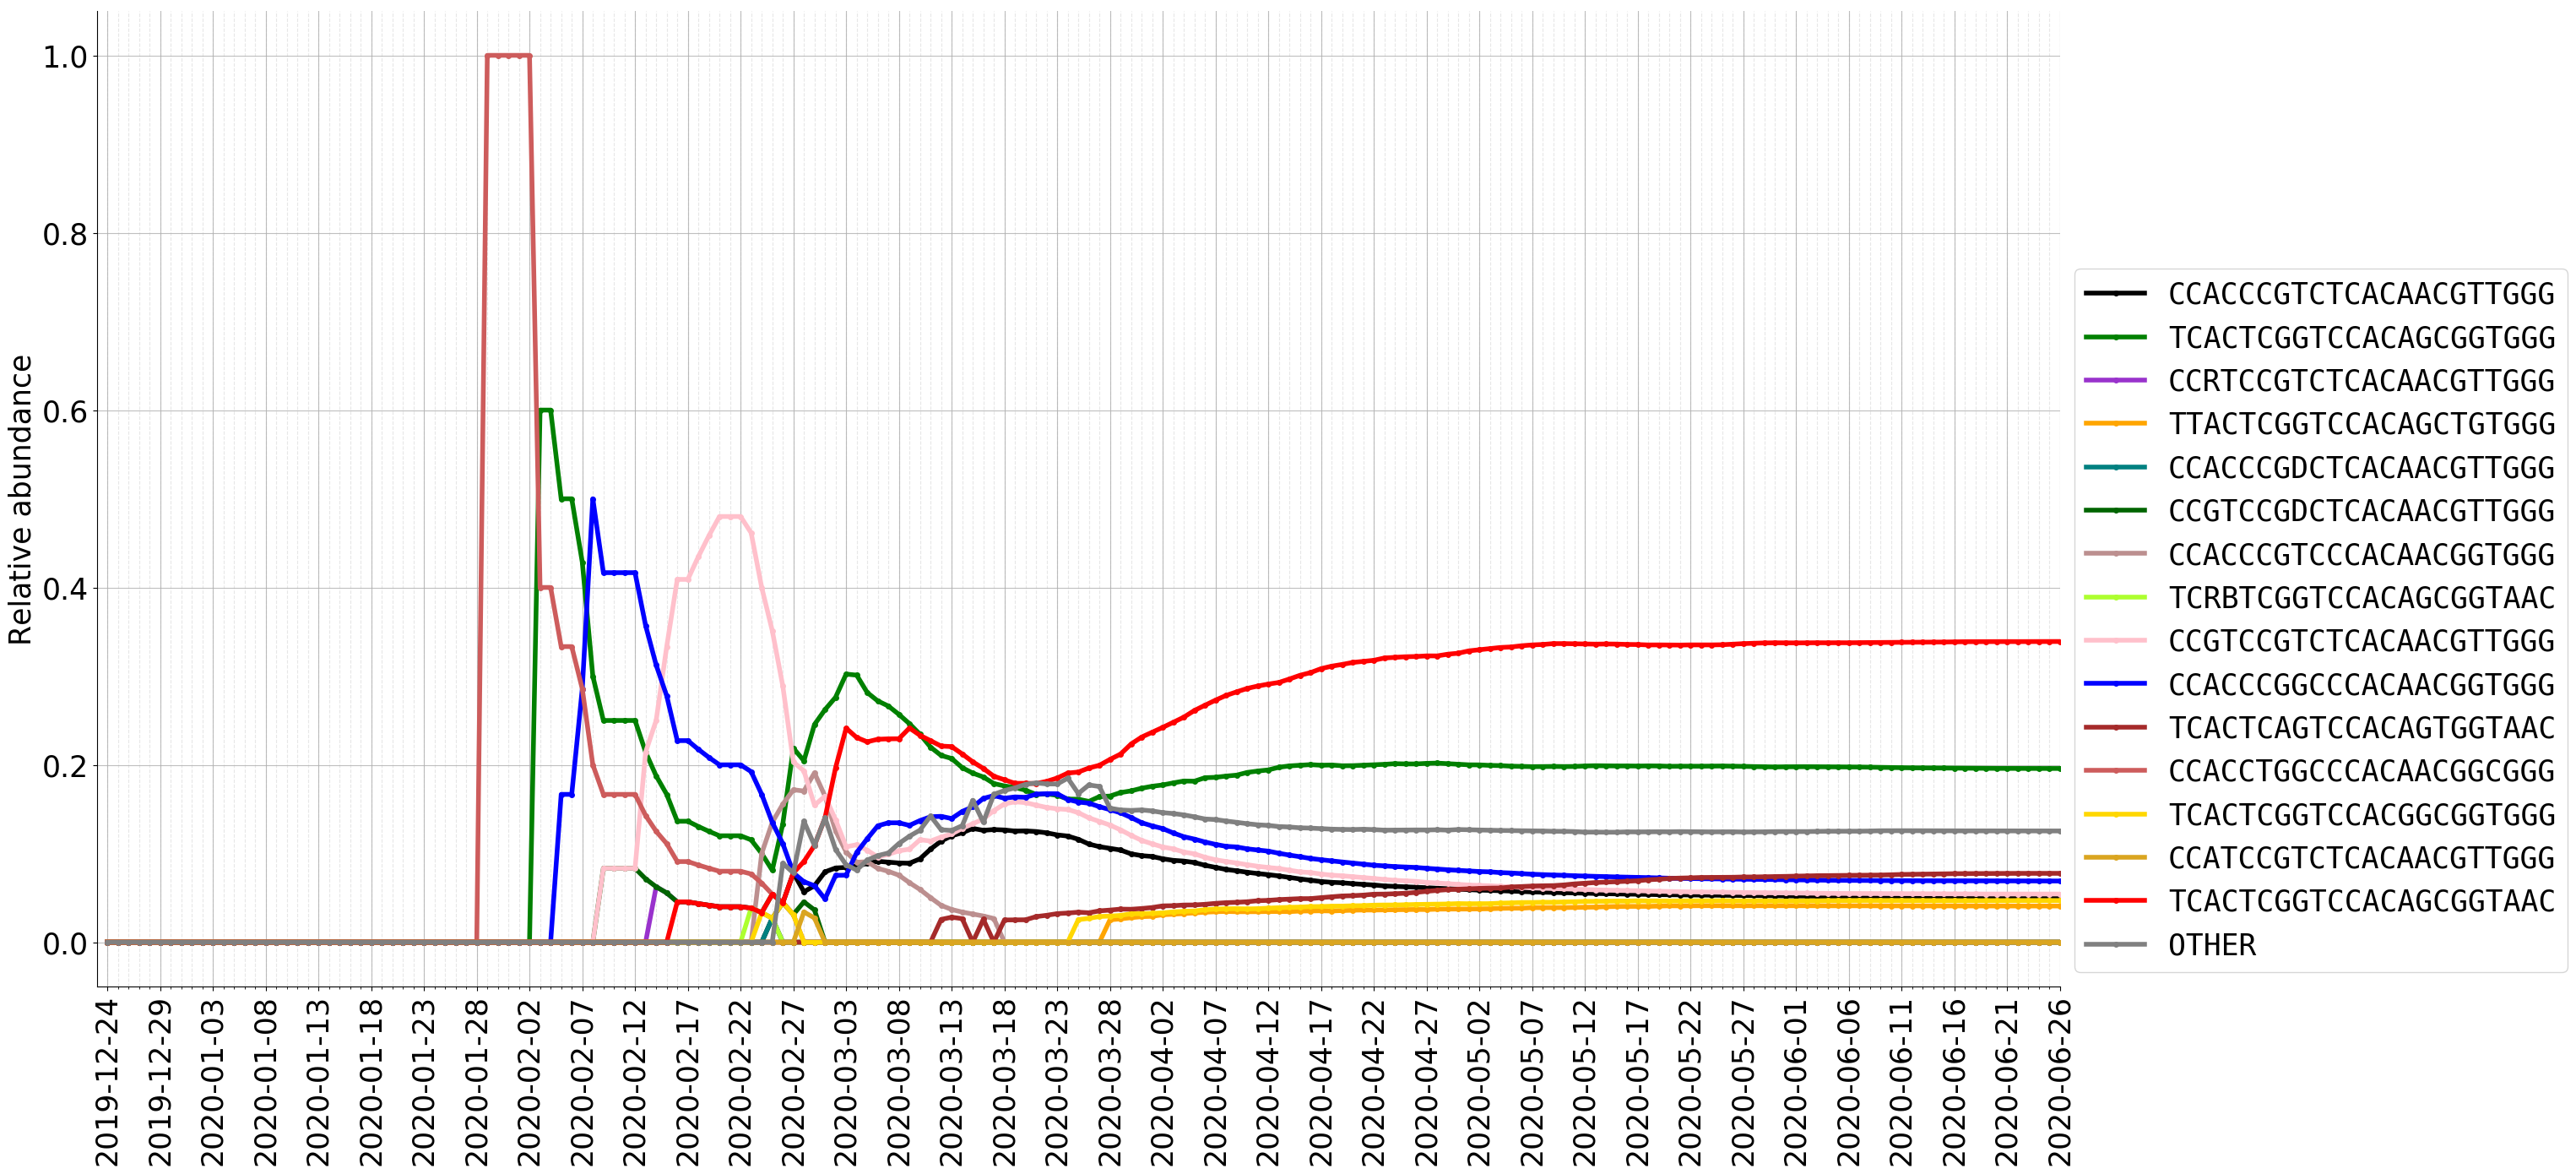 1.0
0.8
0.6
0.4
0.2
0.0
Relative abundance
2019-12-24
2019-12-29
2020-01-03
2020-01-08
2020-01-13
2020-01-18
2020-01-23
2020-01-28
2020-02-02
2020-02-07
2020-02-12
2020-02-17
2020-02-22
2020-02-27
2020-03-03
2020-03-08
2020-03-13
2020-03-18
2020-03-23
2020-03-28
2020-04-02
2020-04-07
2020-04-12
2020-04-17
2020-04-22
2020-04-27
2020-05-02
2020-05-07
2020-05-12
2020-05-17
2020-05-22
2020-05-27
2020-06-01
2020-06-06
2020-06-11
2020-06-16
2020-06-21
2020-06-26
CCACCCGTCTCACAACGTTGGG
TCACTCGGTCCACAGCGGTGGG
CCRTCCGTCTCACAACGTTGGG
TTACTCGGTCCACAGCTGTGGG
CCACCCGDCTCACAACGTTGGG
CCGTCCGDCTCACAACGTTGGG
CCACCCGTCCCACAACGGTGGG
TCRBTCGGTCCACAGCGGTAAC
CCGTCCGTCTCACAACGTTGGG
CCACCCGGCCCACAACGGTGGG
TCACTCAGTCCACAGTGGTAAC
CCACCTGGCCCACAACGGCGGG
TCACTCGGTCCACGGCGGTGGG
CCATCCGTCTCACAACGTTGGG
TCACTCGGTCCACAGCGGTAAC
OTHER